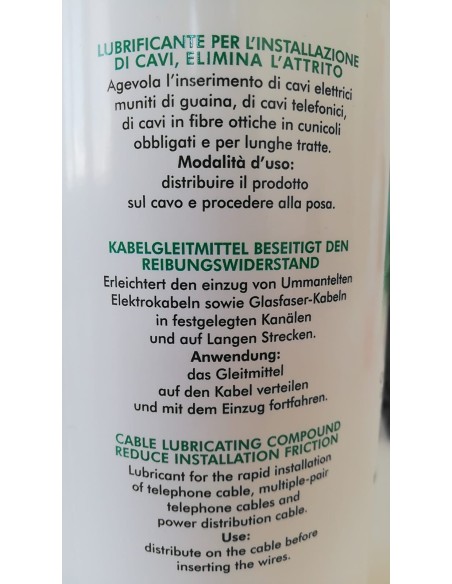 LUBRIFICANTE PER L'INSTALLAZIONE
DI CAVI, ELIMINA L'ATTRITO
Agevola l'inserimento di cavi elettrici
muniti di guaina, di cavi telefonici,
di cavi in fibre ottiche in cunicoli
obbligati e per lunghe tratte.
Modalità d'uso:
distribuire il prodotto
sul cavo e procedere alla posa.
KABELGLEITMITTEL BESEITIGT DEN
REIBUNGSWIDERSTAND
Erleichtert den einzug von Ummantelten
Elektrokabeln sowie Glasfaser-Kabeln
in festgelegten Kanälen
und auf Langen Strecken.
Anwendung:
das Gleitmittel
auf den Kabel verteilen
und mit dem Einzug fortfahren.
CABLE LUBRICATING COMPOUND
REDUCE INSTALLATION FRICTION
Lubricant for the rapid installation
of telephone cable, multiple-pair
telephone cables and
power distribution cable.
Use:
distribute on the cable before
inserting the wires.